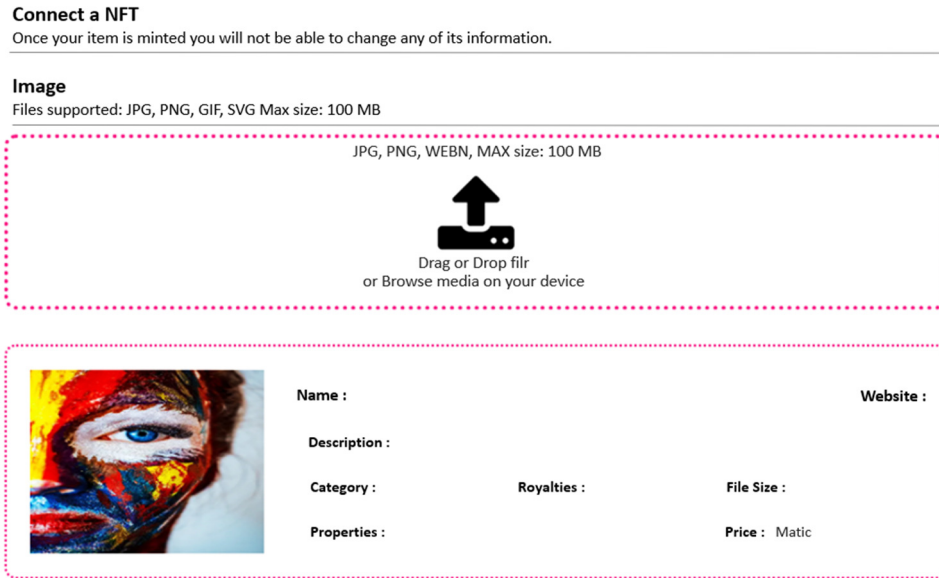 Connect a NFT
Once your item is minted you will not be able to change any of its information.
Image
Files supported: JPG, PNG, GIF, SVG Max size: 100 MB
JPG, PNG, WEBN, MAX size: 100 MB
Drag or Drop filr
or Browse media on your device
Name :
Website :
Description :
Category :
Royalties :
File Size :
Properties :
Price : Matic